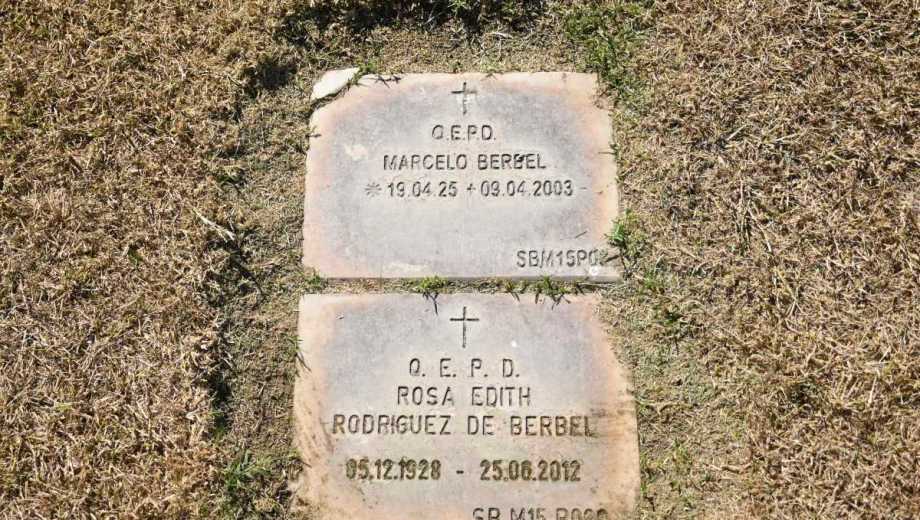 Q.E.P.D.
MARCELO BERBEL
* 19.04.25 + 09.04.2003
Q. E. P. D.
ROSA EDITH
RODRIGUEZ DE BERBEL
05.12.1928 - 25.06.2012